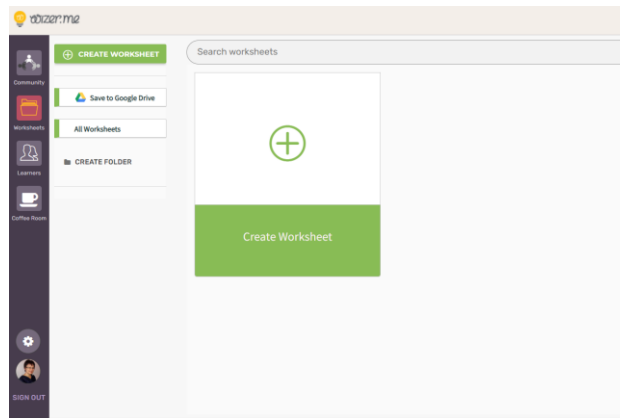 wizer.me
CREATE WORKSHEET
Search worksheets
Community
Save to Google Drive
Worksheets
All Worksheets
CREATE FOLDER
Learners
Coffee Room
Create Worksheet
SIGN OUT